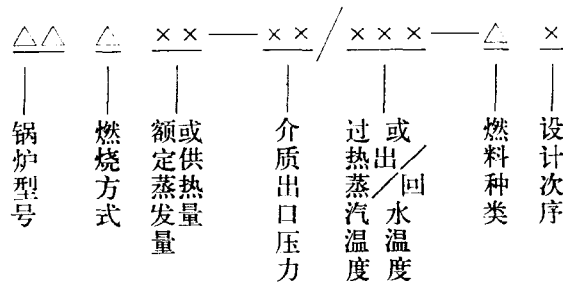 △△ △ ××—××/×××—△ ×
锅炉型号
燃烧方式
额定蒸发量
或供热量
介质出口压力
过热蒸汽温度
或出/回水温度
燃料种类
设计次序